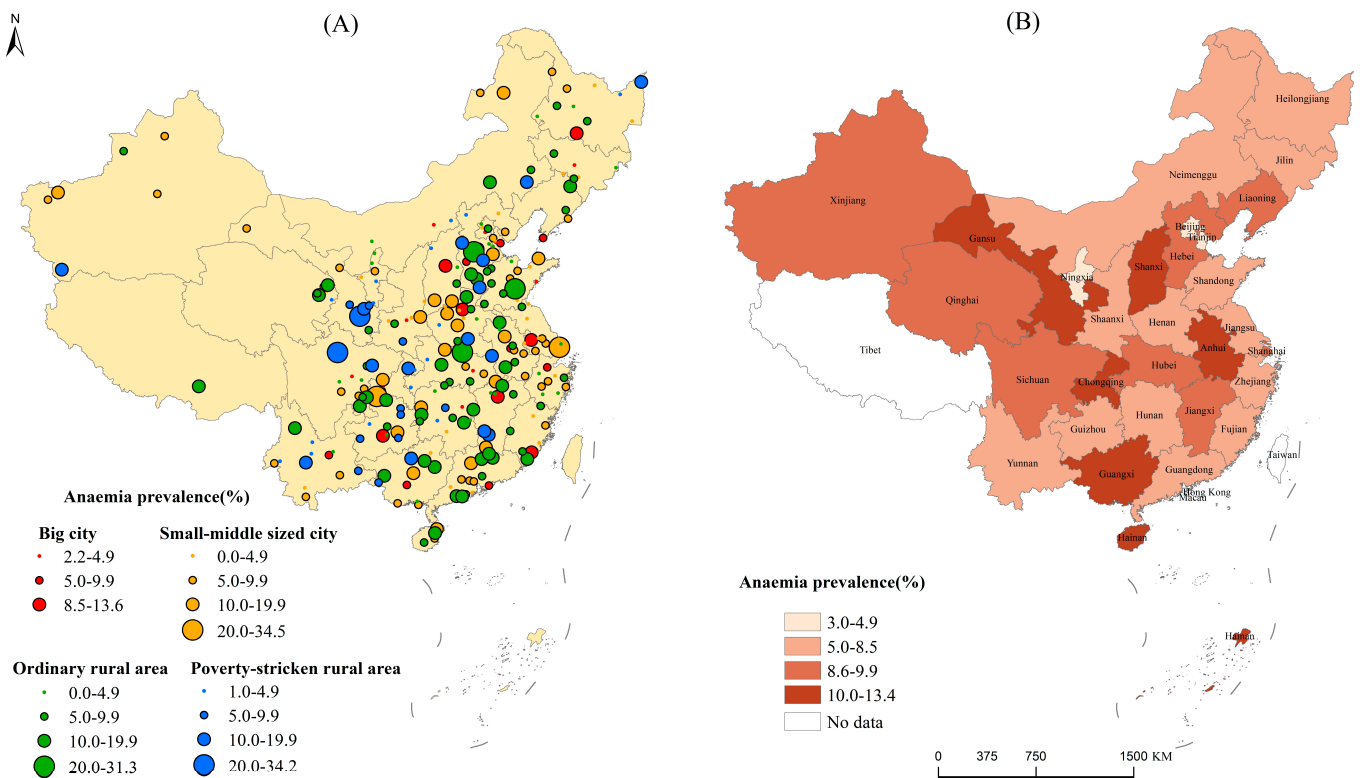 N
(A)
(B)
Heilongjiang
Jilin
Neimenggu
Liaoning
Xinjiang
Beijing
Tianjin
Gansu
Hebei
Shanxi
Ningxia
Shandong
Qinghai
Shaanxi
Henan
Jiangsu
Anhui
Shanghai
Tibet
Hubei
Sichuan
Chongqing
Zhejiang
Jiangxi
Hunan
Guizhou
Fujian
Yunnan
Guangxi
Guangdong
Taiwan
Hong Kong
Macau
Hainan
Hainan
Anaemia prevalence(%)
Big city
2.2-4.9
5.0-9.9
8.5-13.6
Small-middle sized city
0.0-4.9
5.0-9.9
10.0-19.9
20.0-34.5
Ordinary rural area
0.0-4.9
5.0-9.9
10.0-19.9
20.0-31.3
Poverty-stricken rural area
1.0-4.9
5.0-9.9
10.0-19.9
20.0-34.2
Anaemia prevalence(%)
3.0-4.9
5.0-8.5
8.6-9.9
10.0-13.4
No data
0 375 750 1500 KM